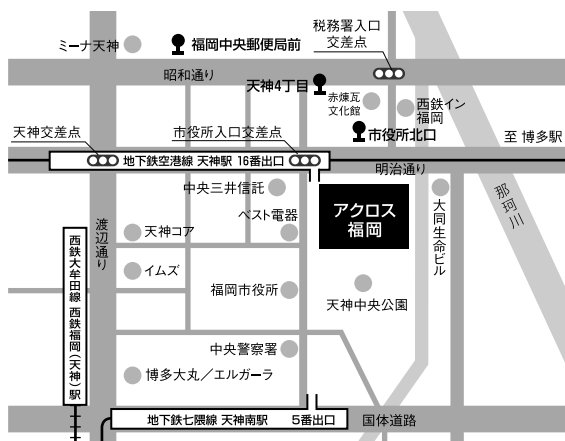 ミーナ天神
福岡中央郵便局前
税務署入口
交差点
昭和通り
天神4丁目
赤煉瓦
文化館
西鉄イン
福岡
市役所北口
天神交差点
市役所入口交差点
至 博多駅
地下鉄空港線 天神駅 16番出口
明治通り
中央三井信託
アクロス
福岡
那珂川
ベスト電器
天神コア
渡辺通り
大同生命ビル
西鉄大牟田線 西鉄福岡(天神)駅
イムズ
福岡市役所
天神中央公園
中央警察署
博多大丸/エルガーラ
地下鉄七隈線 天神南駅 5番出口
国体道路